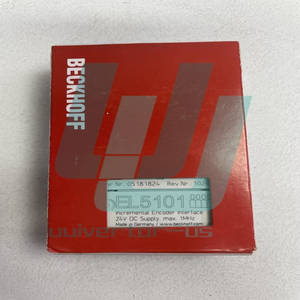 BECKHOFF
Nr. 05181824 Rev.Nr. 102
EL5101
Incremental Encoder Interface
24V DC Supply, max. 1MHz
Made in Germany / www.beckhoff.com